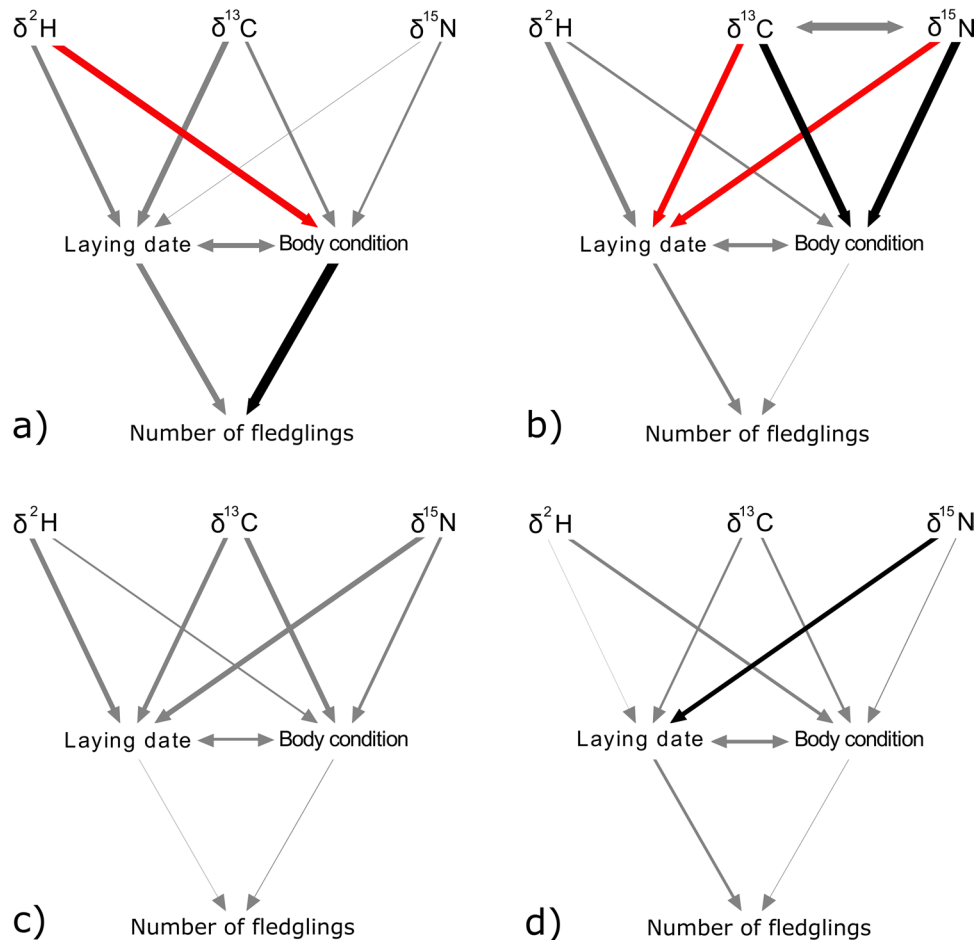 δ²H δ¹³C δ¹⁵N δ²H δ¹³C δ¹⁵N
Laying date Body condition Laying date Body condition
a) Number of fledglings b) Number of fledglings
δ²H δ¹³C δ¹⁵N δ²H δ¹³C δ¹⁵N
Laying date Body condition Laying date Body condition
c) Number of fledglings d) Number of fledglings